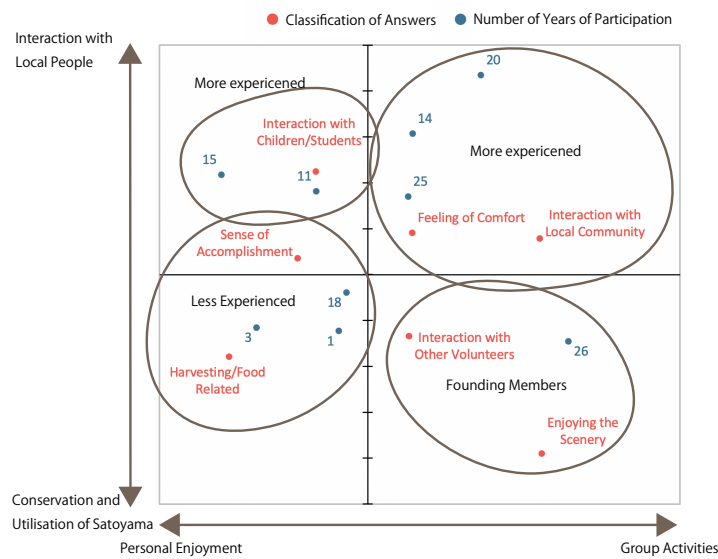 Classification of Answers
Number of Years of Participation
Interaction with
Local People
20
More expericened
14
Interaction with
Children/Students
More expericened
15
11
25
Feeling of Comfort
Interaction with
Local Community
Sense of
Accomplishment
Less Experienced
18
3
1
Interaction with
Other Volunteers
26
Harvesting/Food
Related
Founding Members
Enjoying the
Scenery
Conservation and
Utilisation of Satoyama
Personal Enjoyment
Group Activities